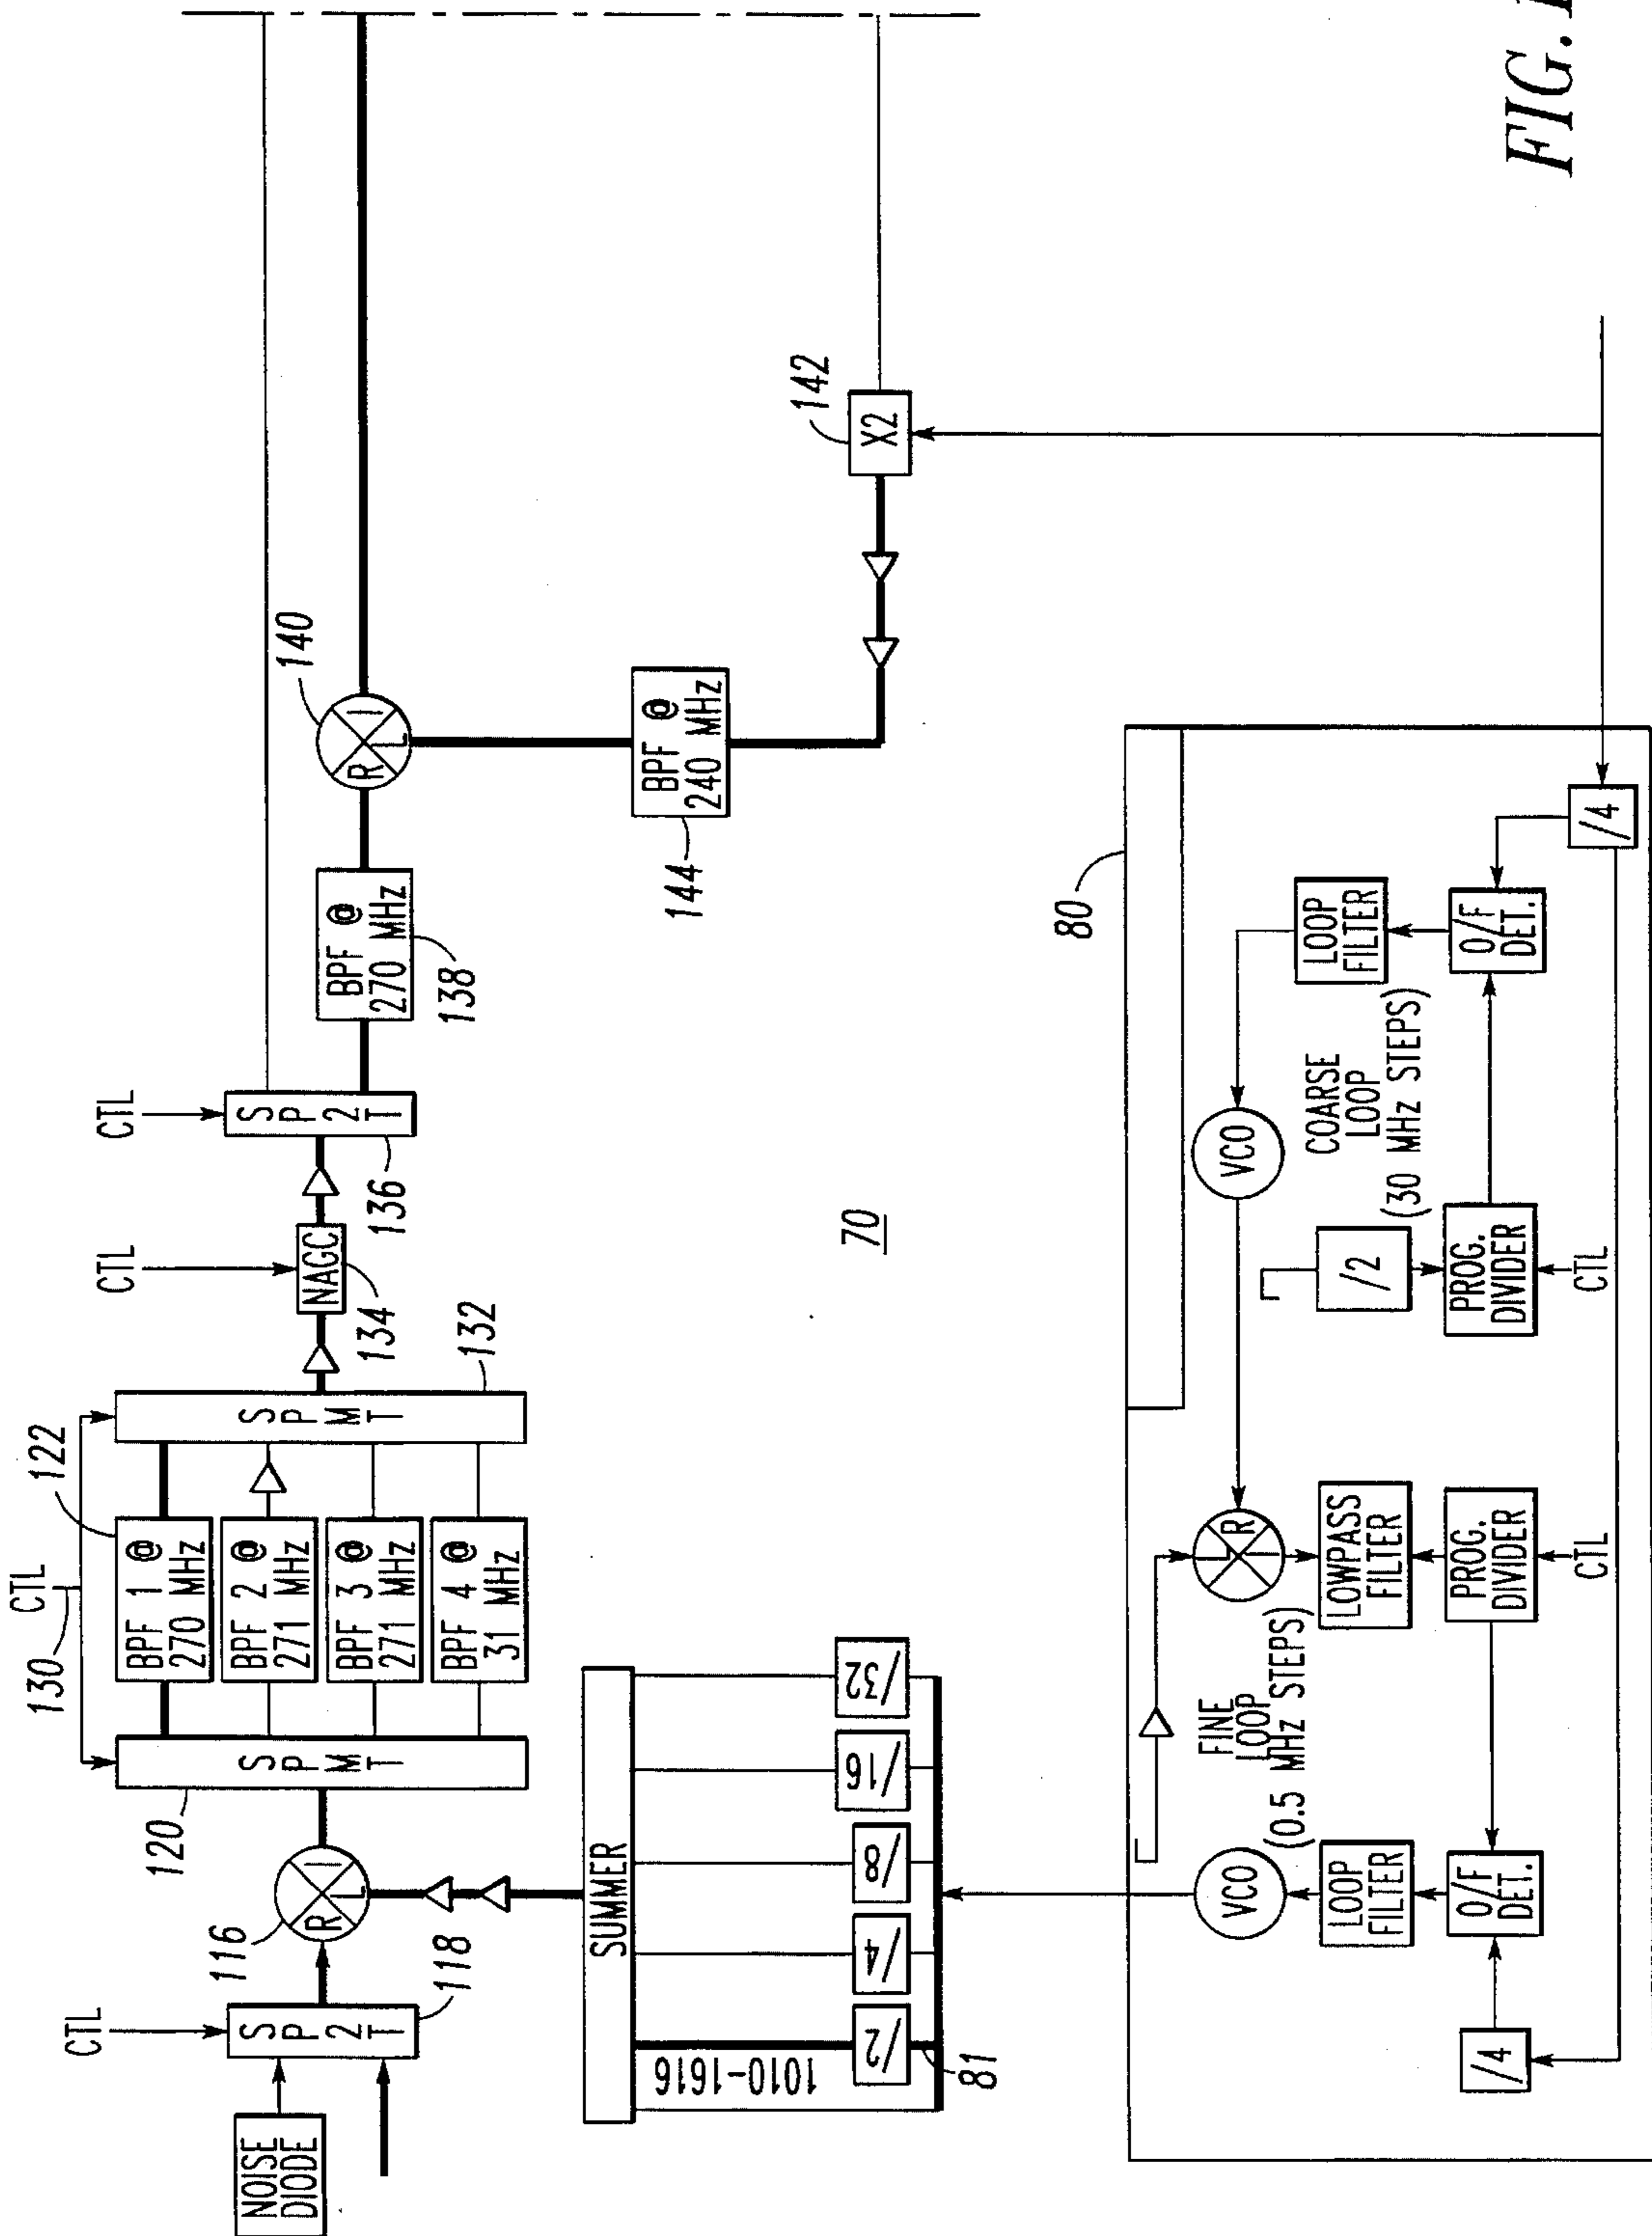 NOISE
DIODE
CTL
SP2T
118
116
R
I
L
120
SPMT
CTL
130
BPF 1 @
270 MHz
122
BPF 2 @
271 MHz
BPF 3 @
271 MHz
BPF 4 @
31 MHz
SPMT
132
CTL
NAGC
134
CTL
SP2T
136
BPF @
270 MHz
138
140
R
I
L
BPF @
240 MHz
144
142
X2
SUMMER
1010-1616
/2
/4
/8
/16
/32
81
70
80
VCO
FINE
LOOP
(0.5 MHz STEPS)
LOOP
FILTER
O/F
DET.
/4
L
R
I
LOWPASS
FILTER
PROG.
DIVIDER
CTL
VCO
COARSE
LOOP
(30 MHz STEPS)
/2
PROG.
DIVIDER
CTL
LOOP
FILTER
O/F
DET.
/4
FIG.